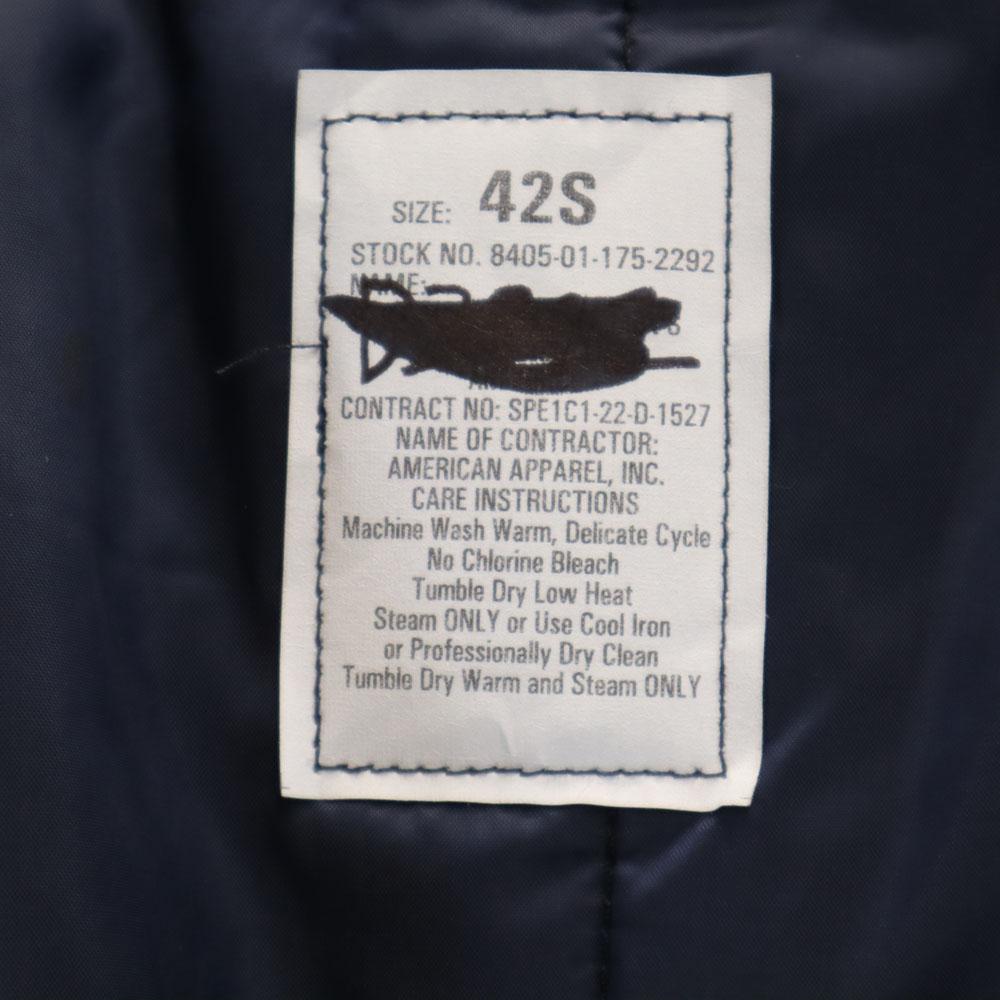 SIZE: 42S
STOCK NO. 8405-01-175-2292
NAME:
CONTRACT NO: SPE1C1-22-D-1527
NAME OF CONTRACTOR:
AMERICAN APPAREL, INC.
CARE INSTRUCTIONS
Machine Wash Warm, Delicate Cycle
No Chlorine Bleach
Tumble Dry Low Heat
Steam ONLY or Use Cool Iron
or Professionally Dry Clean
Tumble Dry Warm and Steam ONLY